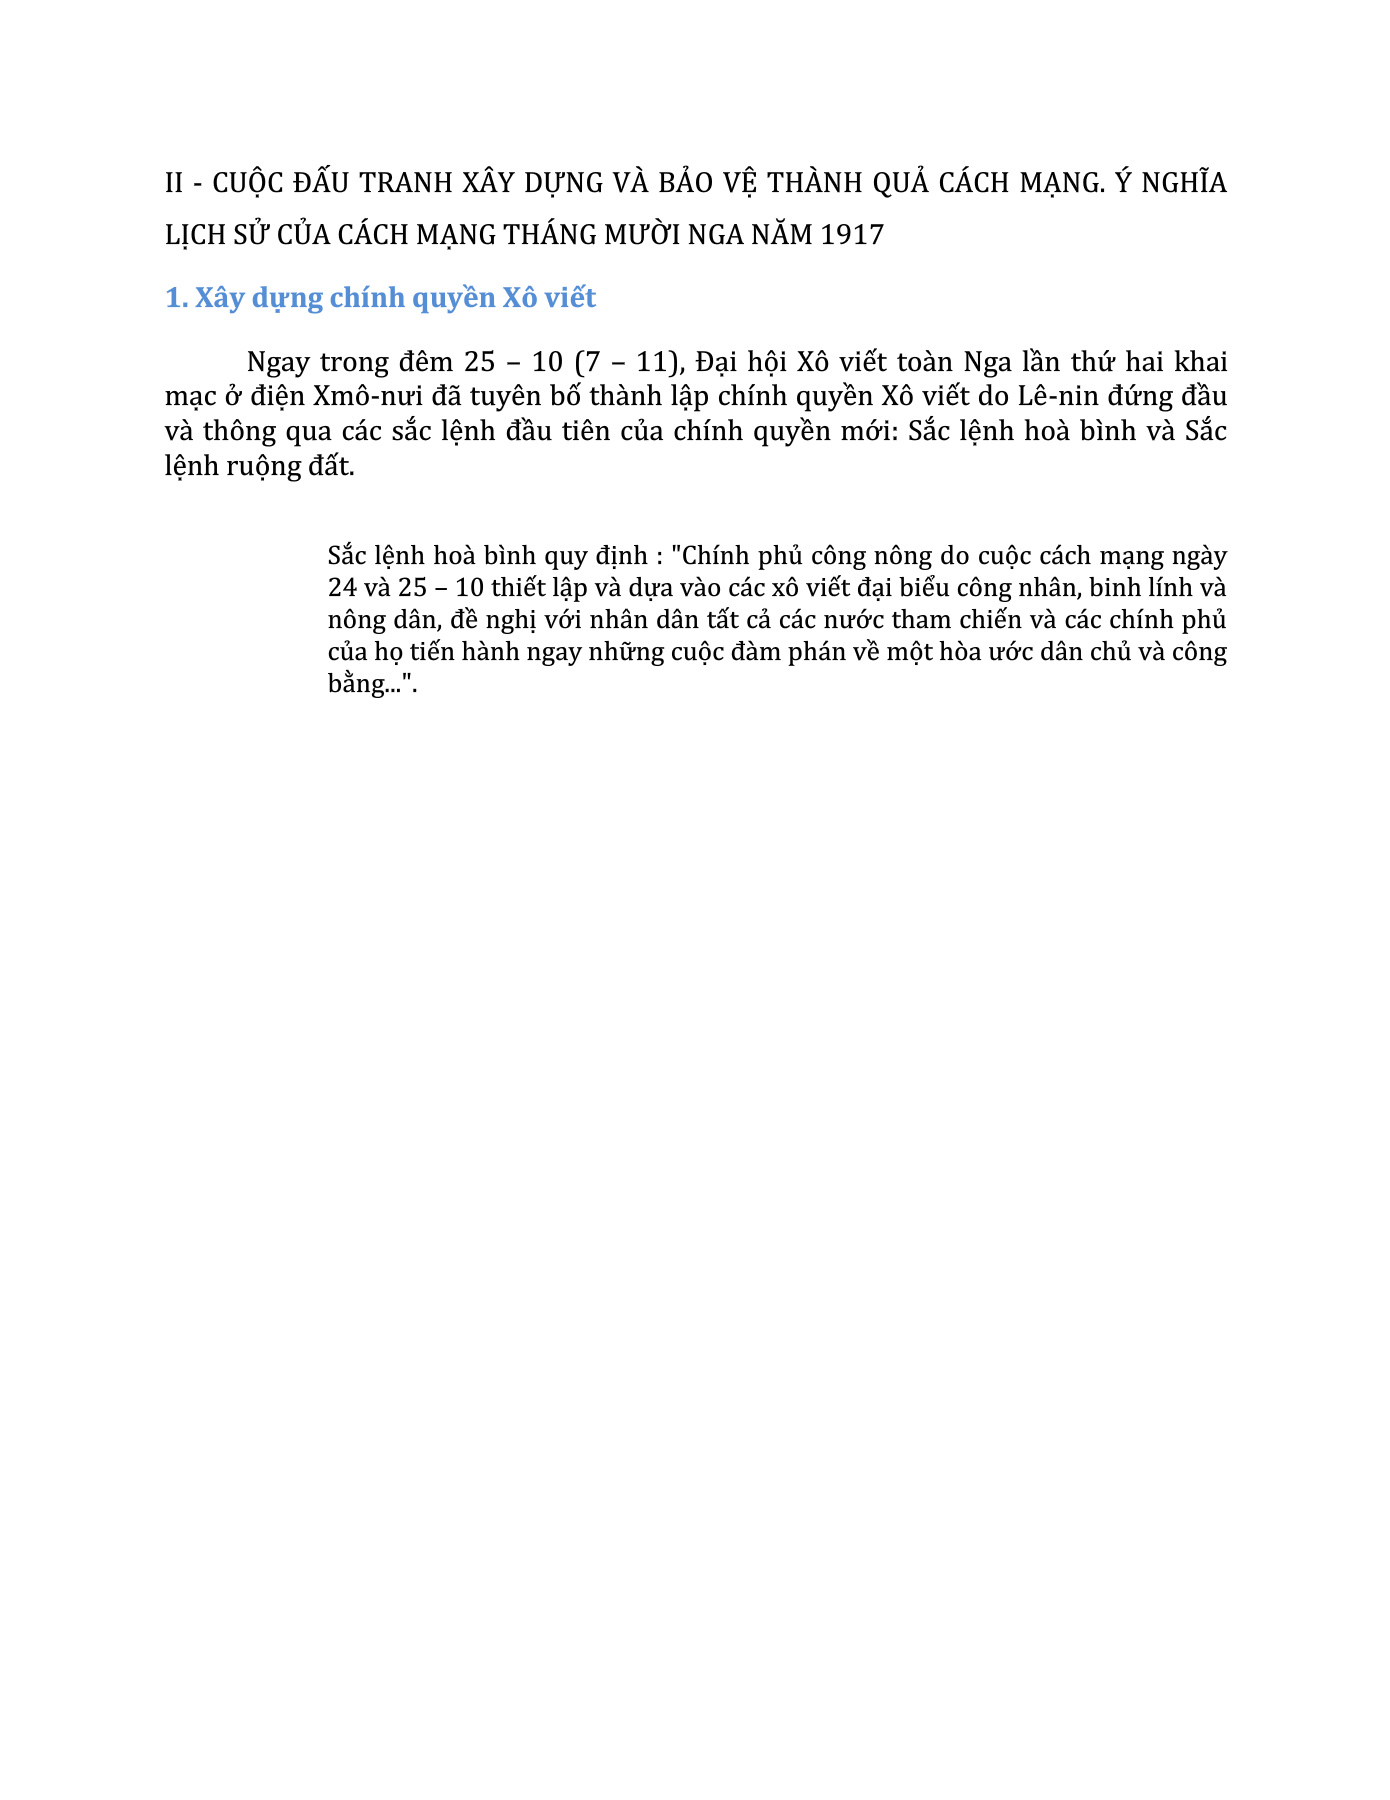 II - CUỘC ĐẤU TRANH XÂY DỰNG VÀ BẢO VỆ THÀNH QUẢ CÁCH MẠNG. Ý NGHĨA
LỊCH SỬ CỦA CÁCH MẠNG THÁNG MƯỜI NGA NĂM 1917
1. Xây dựng chính quyền Xô viết
Ngay trong đêm 25 – 10 (7 – 11), Đại hội Xô viết toàn Nga lần thứ hai khai
mạc ở điện Xmô-nưi đã tuyên bố thành lập chính quyền Xô viết do Lê-nin đứng đầu
và thông qua các sắc lệnh đầu tiên của chính quyền mới: Sắc lệnh hoà bình và Sắc
lệnh ruộng đất.
Sắc lệnh hoà bình quy định : "Chính phủ công nông do cuộc cách mạng ngày
24 và 25 – 10 thiết lập và dựa vào các xô viết đại biểu công nhân, binh lính và
nông dân, đề nghị với nhân dân tất cả các nước tham chiến và các chính phủ
của họ tiến hành ngay những cuộc đàm phán về một hòa ước dân chủ và công
bằng...".